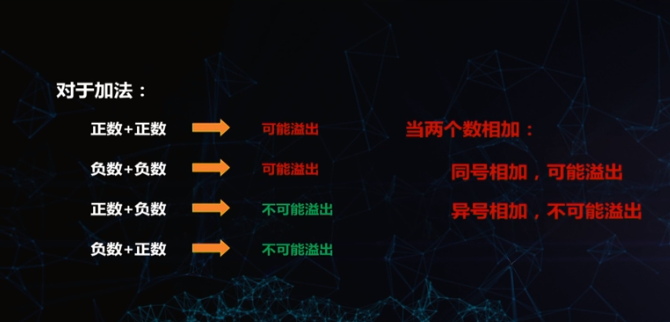 对于加法：
正数+正数 可能溢出
负数+负数 可能溢出
正数+负数 不可能溢出
负数+正数 不可能溢出
当两个数相加：
同号相加，可能溢出
异号相加，不可能溢出